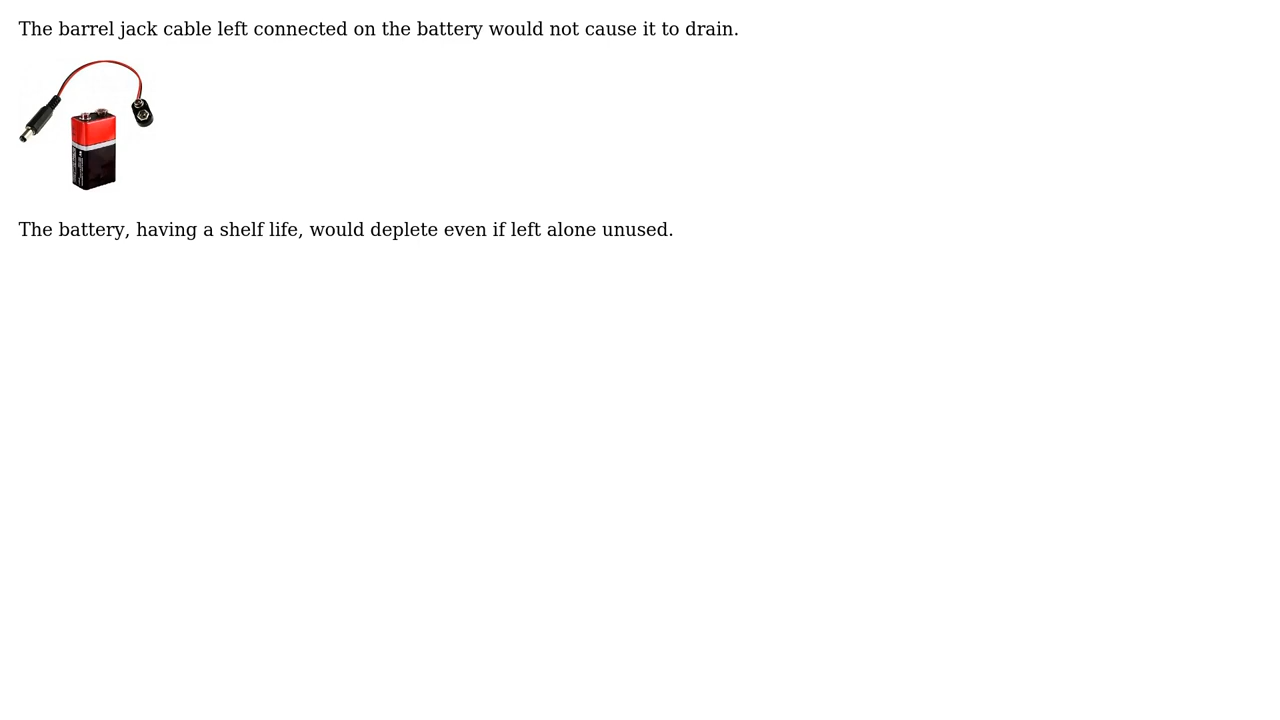 The barrel jack cable left connected on the battery would not cause it to drain.
The battery, having a shelf life, would deplete even if left alone unused.